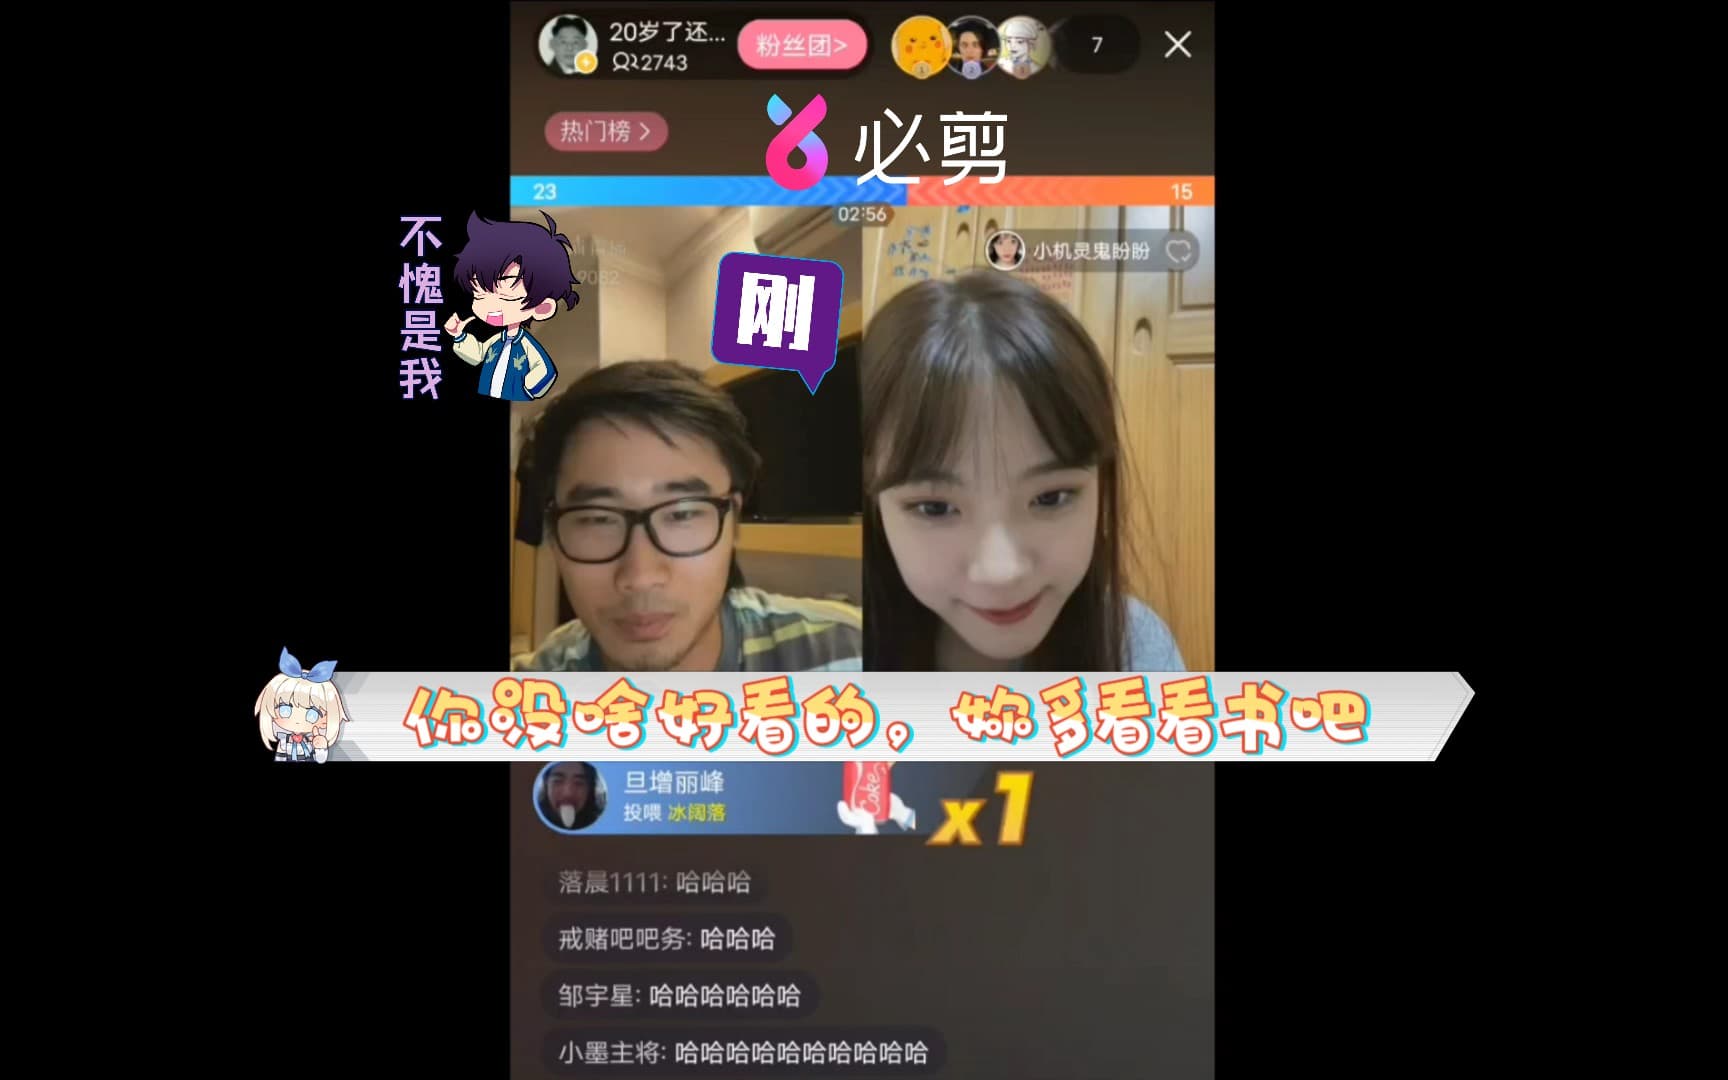 20岁了还...
2743
粉丝团>
7
热门榜 >
必剪
23
15
02:56
小机灵鬼盼盼
9082
不愧是我
刚
你没啥好看的，妳多看看书吧
旦增丽峰
投喂 冰阔落
Coke
x1
落晨1111: 哈哈哈
戒赌吧吧务: 哈哈哈
邹宇星: 哈哈哈哈哈哈
小墨主将: 哈哈哈哈哈哈哈哈哈哈